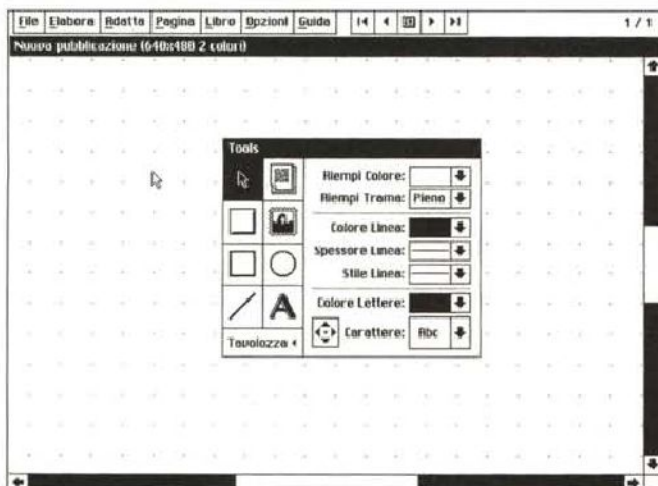 File Elabora Adatta Pagina Libro Opzioni Guida 1 / 1
Nuova pubblicazione (640x480 2 colori)
Tools
Riempi Colore:
Riempi Trama: Pieno
Colore Linea:
Spessore Linea:
Stile Linea:
Colore Lettere:
A
Carattere: Abc
Tavolozza